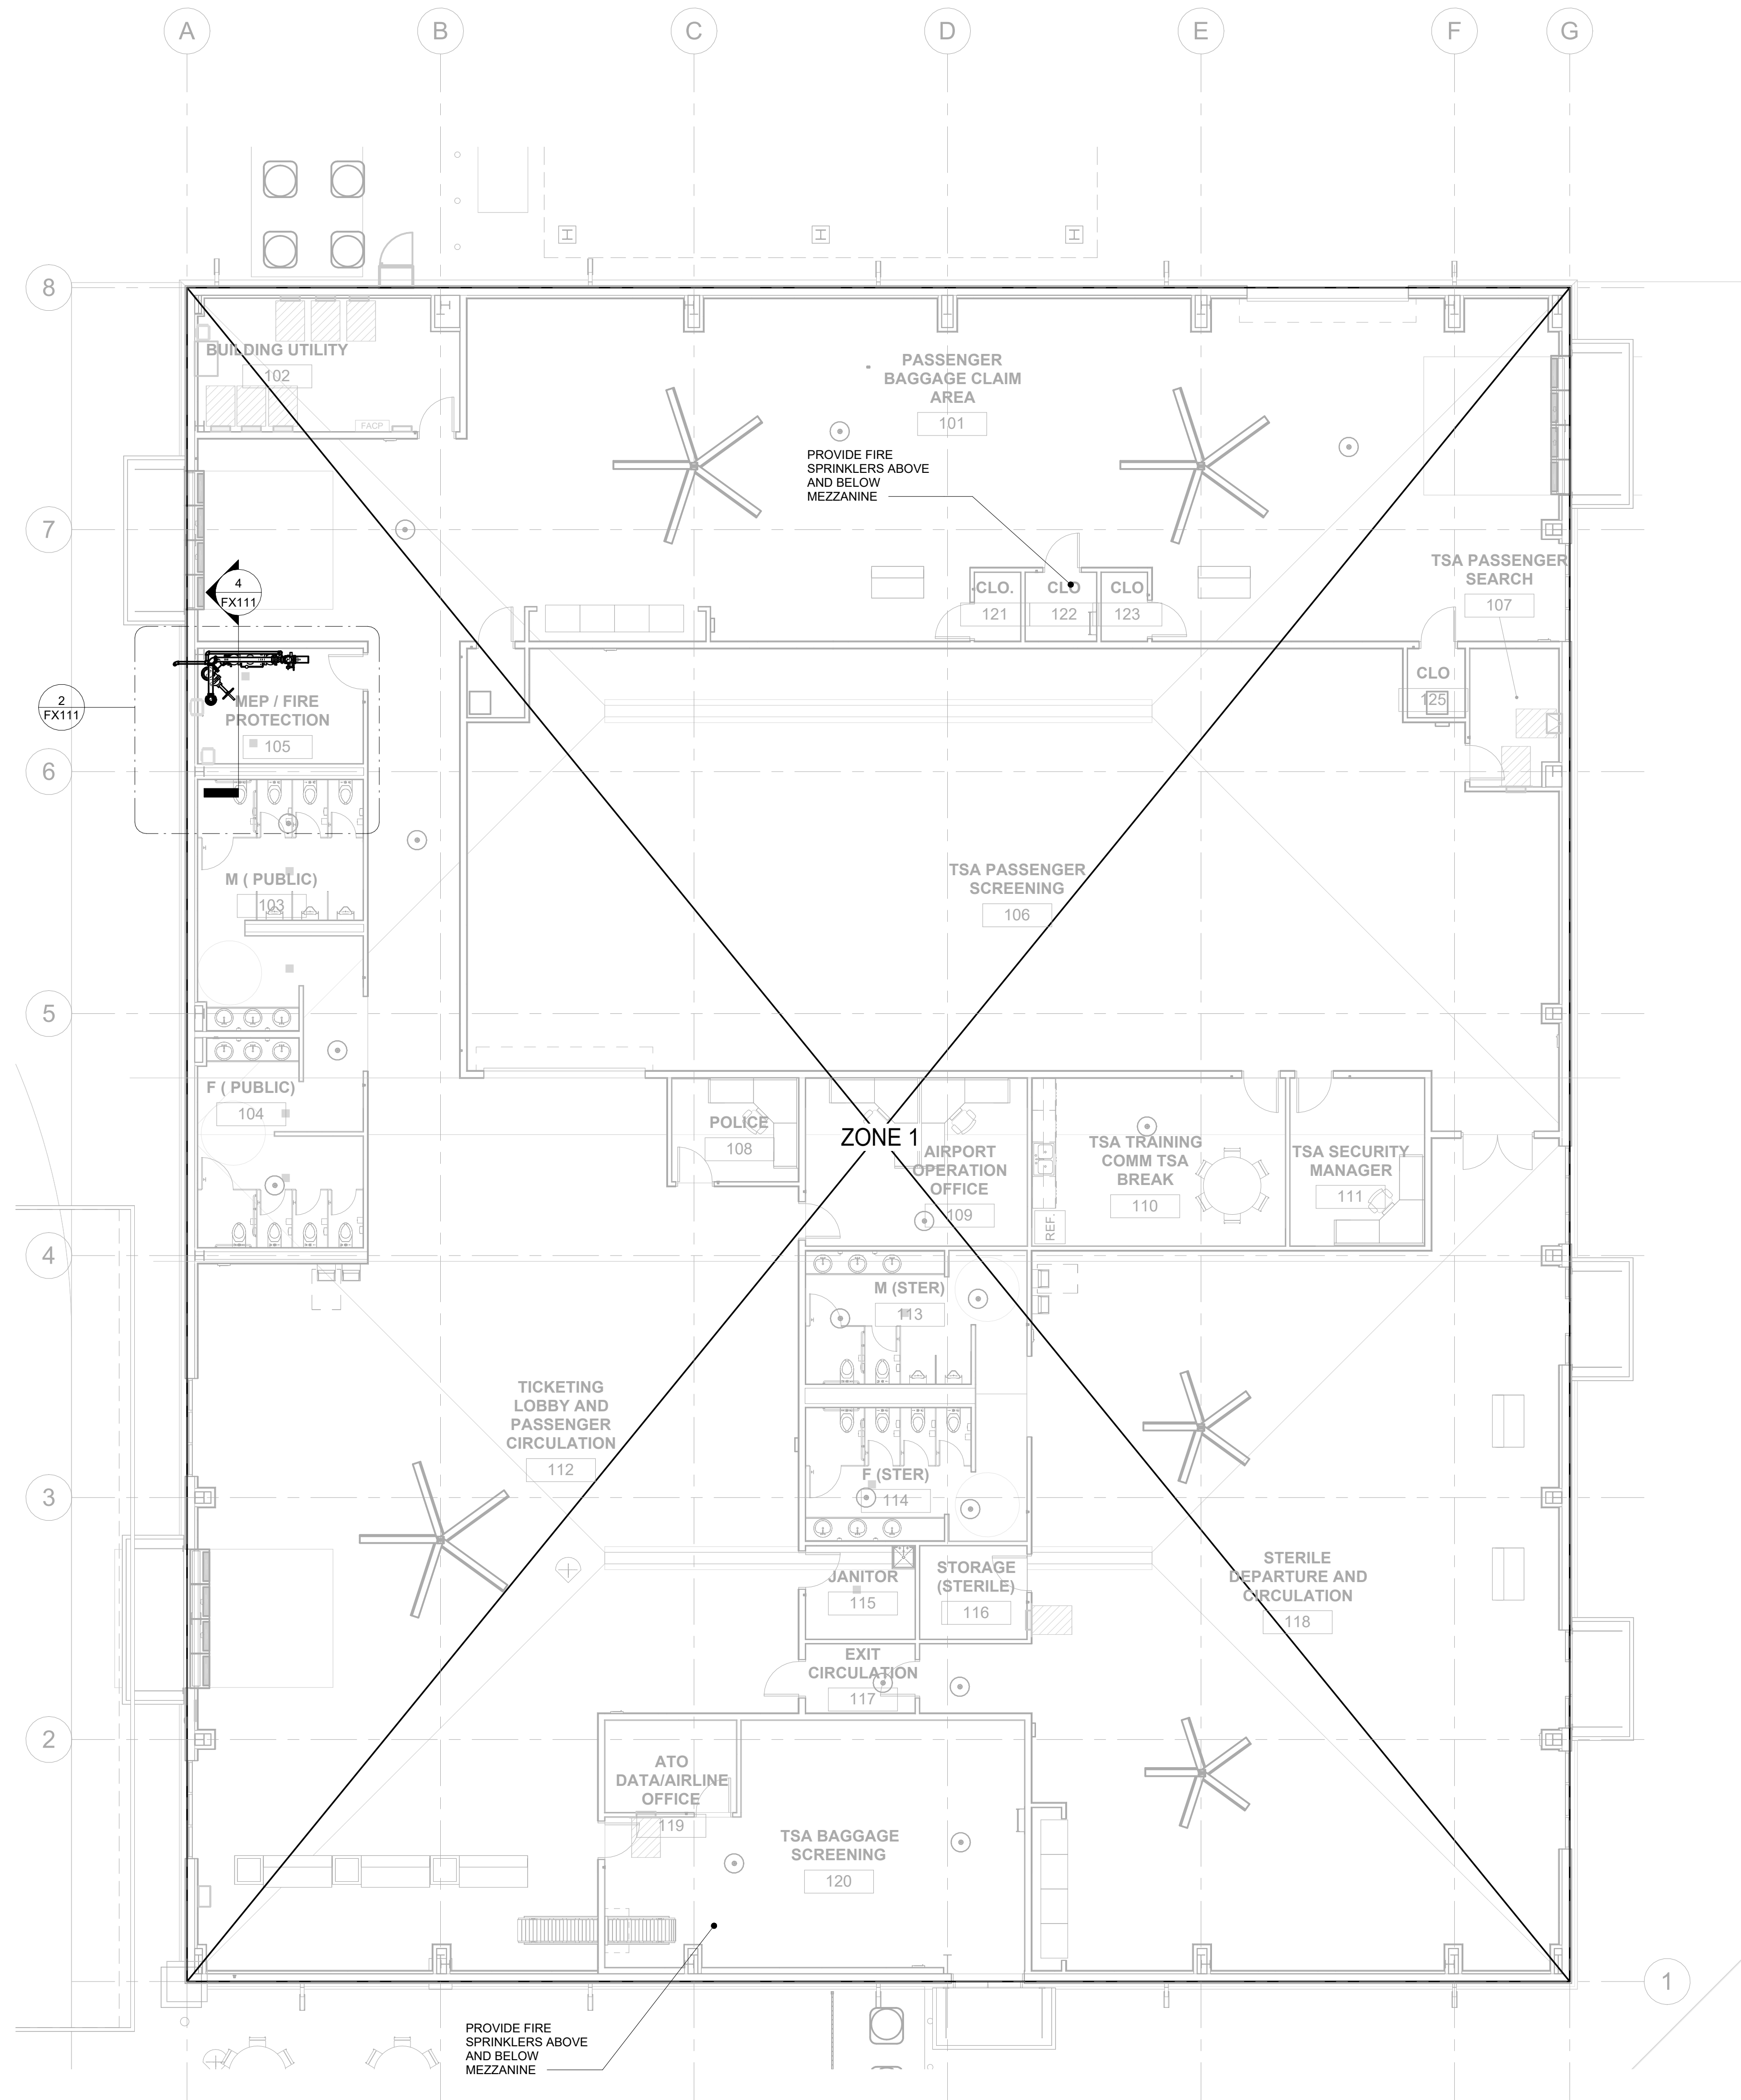 A
B
C
D
E
F
G
8
BUILDING UTILITY
102
FACP
PASSENGER
BAGGAGE CLAIM
AREA
101
PROVIDE FIRE
SPRINKLERS ABOVE
AND BELOW
MEZZANINE
7
4
FX111
CLO.
121
CLO
122
CLO
123
TSA PASSENGER
SEARCH
107
2
FX111
MEP / FIRE
PROTECTION
105
CLO
125
6
M ( PUBLIC)
103
TSA PASSENGER
SCREENING
106
5
F ( PUBLIC)
104
POLICE
108
ZONE 1
AIRPORT
OPERATION
OFFICE
109
TSA TRAINING
COMM TSA
BREAK
110
REF.
TSA SECURITY
MANAGER
111
4
M (STER)
113
TICKETING
LOBBY AND
PASSENGER
CIRCULATION
112
F (STER)
114
3
JANITOR
115
STORAGE
(STERILE)
116
STERILE
DEPARTURE AND
CIRCULATION
118
EXIT
CIRCULATION
117
2
ATO
DATA/AIRLINE
OFFICE
119
TSA BAGGAGE
SCREENING
120
1
PROVIDE FIRE
SPRINKLERS ABOVE
AND BELOW
MEZZANINE